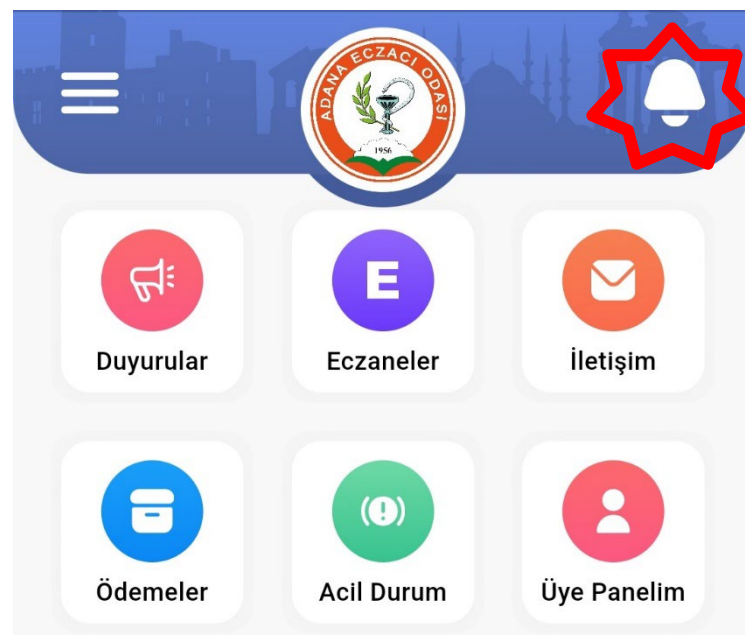 ADANA ECZACI ODASI
1956
E
Duyurular
Eczaneler
İletişim
Ödemeler
Acil Durum
Üye Panelim